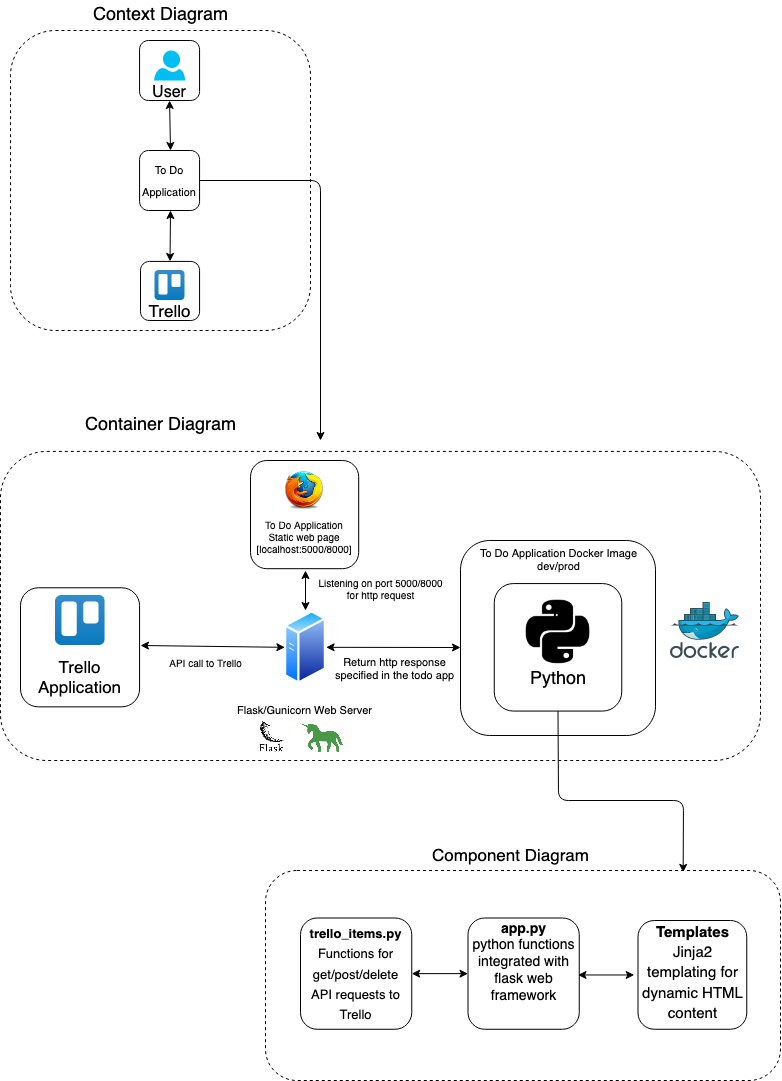 Context Diagram
User
To Do
Application
Trello
Container Diagram
To Do Application
Static web page
[localhost:5000/8000]
Listening on port 5000/8000
for http request
To Do Application Docker Image
dev/prod
Python
docker
Trello
Application
API call to Trello
Return http response
specified in the todo app
Flask/Gunicorn Web Server
Flask
Component Diagram
trello_items.py
Functions for
get/post/delete
API requests to
Trello
app.py
python functions
integrated with
flask web
framework
Templates
Jinja2
templating for
dynamic HTML
content